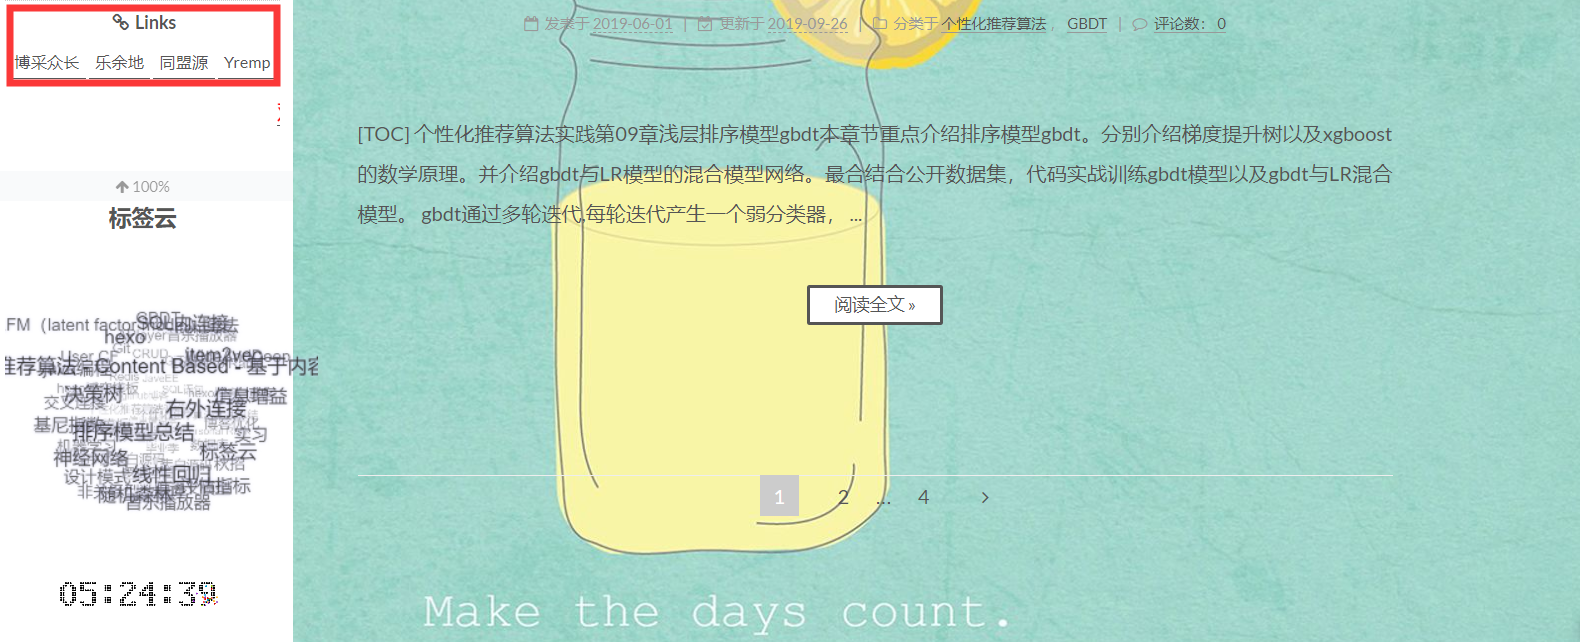 Links
博采众长 乐余地 同盟源 Yremp
100%
标签云
GBDT
SQL内连接
hexo
Git
CRUD
item2vec
User CF
推荐算法 - Content Based - 基于内容
Redis
JavaEE
决策树
信息增益
右外连接
交叉连接
基尼指数
排序模型总结
实习
标签云
神经网络
设计模式
线性回归
秋招
随机森林
音乐播放器
05:24:39
发表于 2019-06-01 | 更新于 2019-09-26 | 分类于 个性化推荐算法 , GBDT | 评论数: 0
[TOC] 个性化推荐算法实践第09章浅层排序模型gbdt本章节重点介绍排序模型gbdt。分别介绍梯度提升树以及xgboost
的数学原理。并介绍gbdt与LR模型的混合模型网络。最合结合公开数据集，代码实战训练gbdt模型以及gbdt与LR混合
模型。 gbdt通过多轮迭代,每轮迭代产生一个弱分类器， ...
阅读全文 »
1 2 … 4 >
Make the days count.